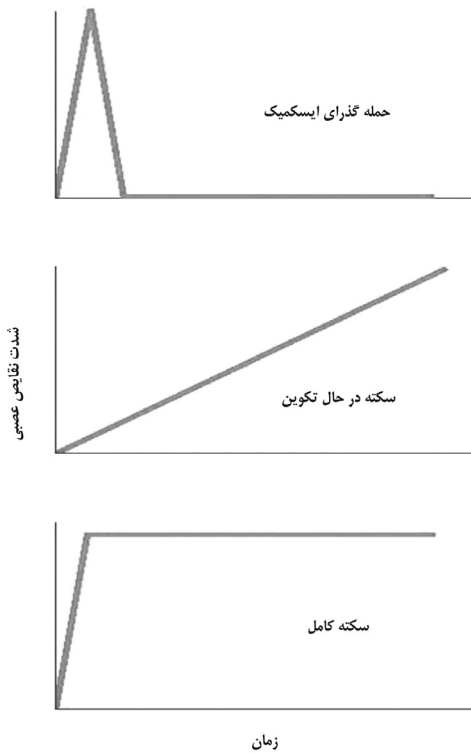 حمله گذرای ایسکمیک
شدت نقایص عصبی
سکته در حال تکوین
سکته کامل
زمان